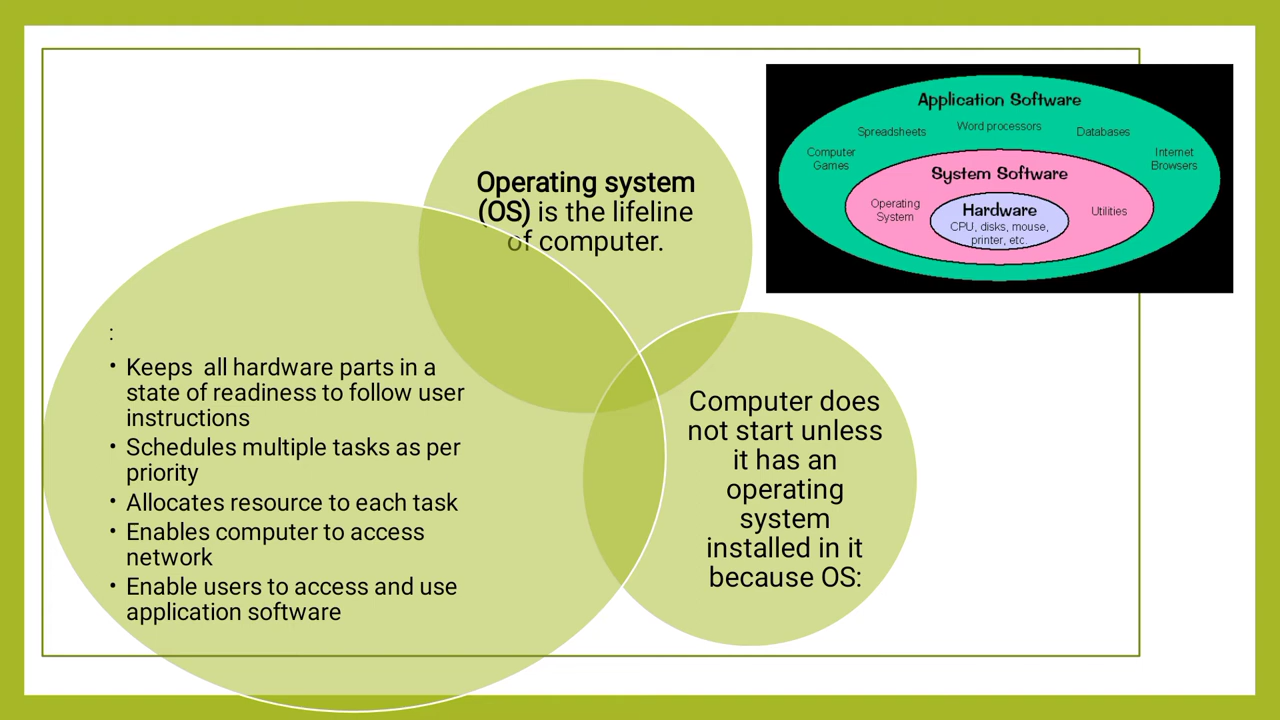 Operating system
(OS) is the lifeline
of computer.
Computer does
not start unless
it has an
operating
system
installed in it
because OS:
:
• Keeps  all hardware parts in a
state of readiness to follow user
instructions
• Schedules multiple tasks as per
priority
• Allocates resource to each task
• Enables computer to access
network
• Enable users to access and use
application software
Application Software
Spreadsheets Word processors Databases
Computer
Games
Internet
Browsers
System Software
Operating
System
Utilities
Hardware
CPU, disks, mouse,
printer, etc.